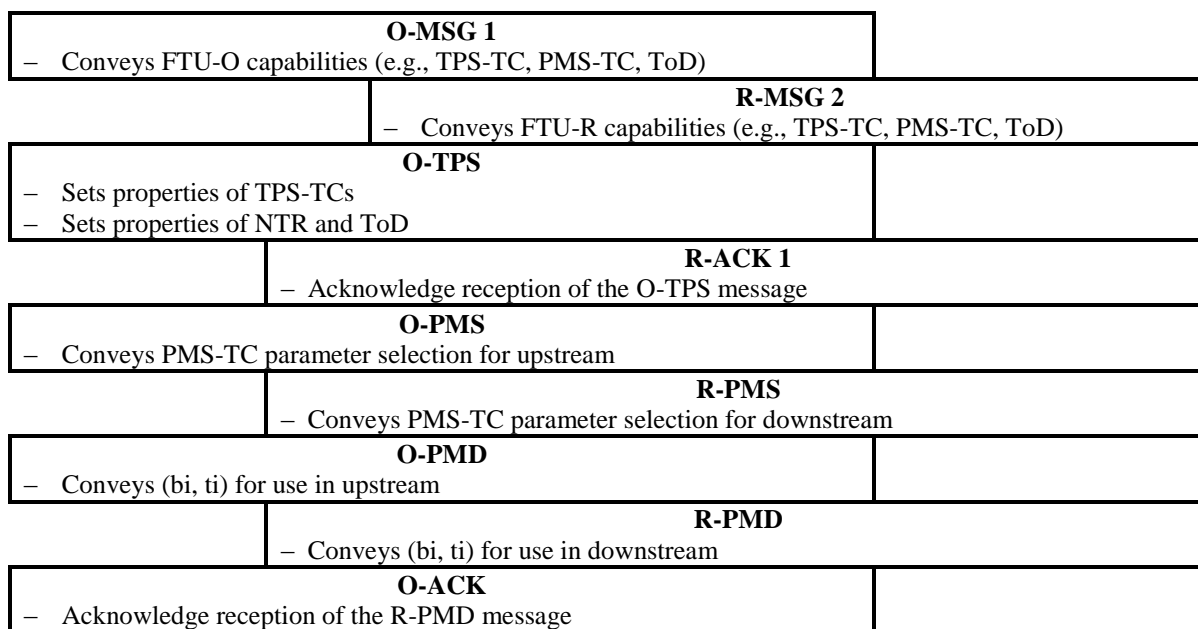 O-MSG 1
– Conveys FTU-O capabilities (e.g., TPS-TC, PMS-TC, ToD)
R-MSG 2
– Conveys FTU-R capabilities (e.g., TPS-TC, PMS-TC, ToD)
O-TPS
– Sets properties of TPS-TCs
– Sets properties of NTR and ToD
R-ACK 1
– Acknowledge reception of the O-TPS message
O-PMS
– Conveys PMS-TC parameter selection for upstream
R-PMS
– Conveys PMS-TC parameter selection for downstream
O-PMD
– Conveys (bi, ti) for use in upstream
R-PMD
– Conveys (bi, ti) for use in downstream
O-ACK
– Acknowledge reception of the R-PMD message